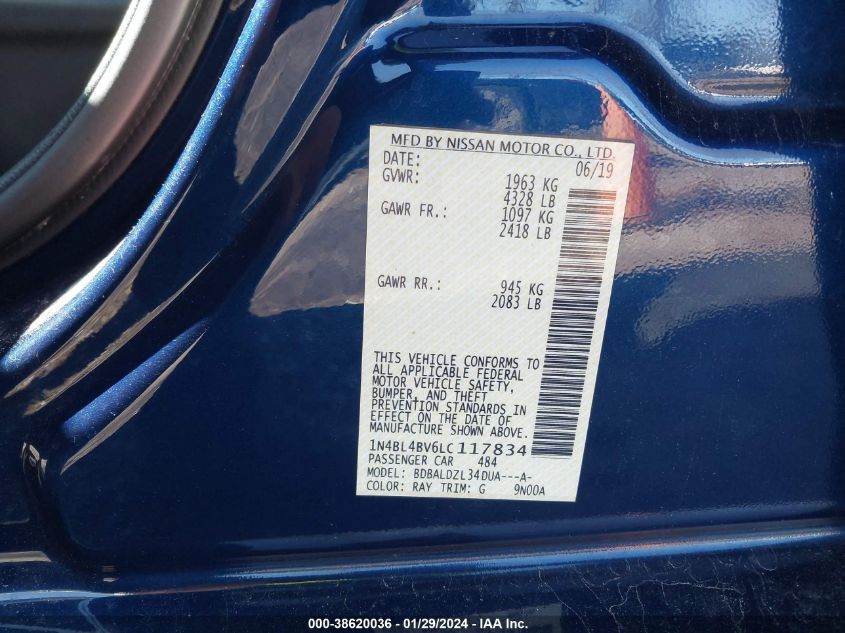 MFD BY NISSAN MOTOR CO., LTD.
DATE: 06/19
GVWR: 1963 KG
4328 LB
GAWR FR.: 1097 KG
2418 LB
GAWR RR.: 945 KG
2083 LB
THIS VEHICLE CONFORMS TO
ALL APPLICABLE FEDERAL
MOTOR VEHICLE SAFETY,
BUMPER, AND THEFT
PREVENTION STANDARDS IN
EFFECT ON THE DATE OF
MANUFACTURE SHOWN ABOVE.
1N4BL4BV6LC117834
PASSENGER CAR 484
MODEL: BDBALDZL34DUA---A-
COLOR: RAY TRIM: G 9N00A
000-38620036 - 01/29/2024 - IAA Inc.